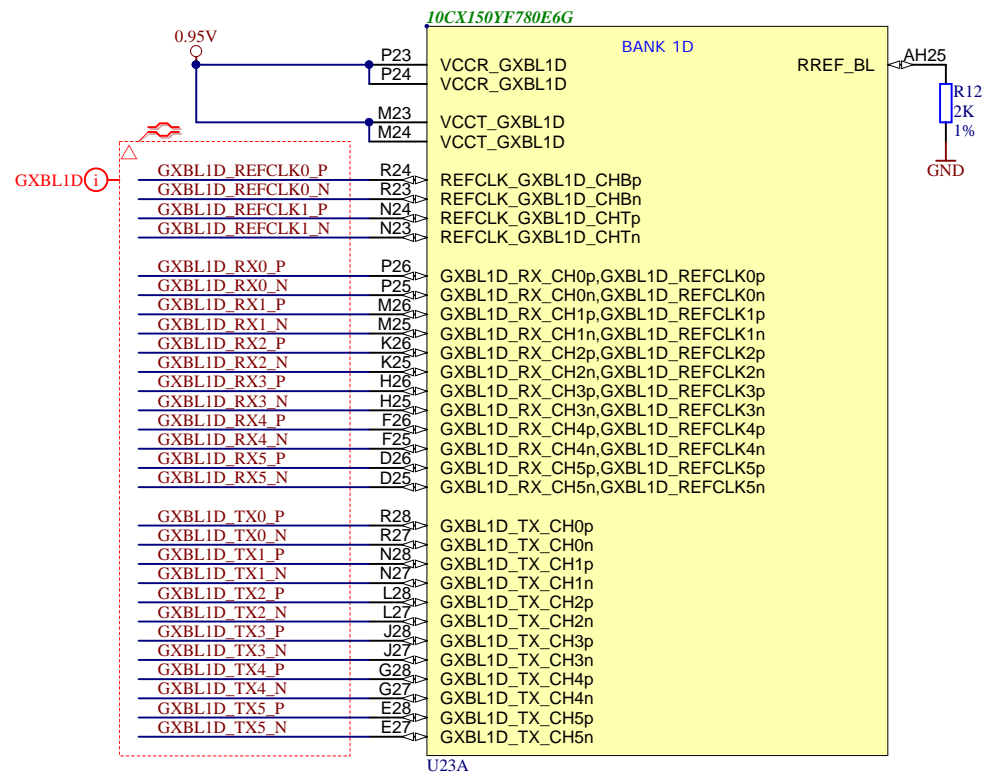 10CX150YF780E6G
BANK 1D
0.95V
P23 VCCR_GXBL1D
P24 VCCR_GXBL1D
M23 VCCT_GXBL1D
M24 VCCT_GXBL1D
RREF_BL AH25
R12
2K
1%
GND
GXBL1D i
GXBL1D_REFCLK0_P R24 REFCLK_GXBL1D_CHBp
GXBL1D_REFCLK0_N R23 REFCLK_GXBL1D_CHBn
GXBL1D_REFCLK1_P N24 REFCLK_GXBL1D_CHTp
GXBL1D_REFCLK1_N N23 REFCLK_GXBL1D_CHTn
GXBL1D_RX0_P P26 GXBL1D_RX_CH0p,GXBL1D_REFCLK0p
GXBL1D_RX0_N P25 GXBL1D_RX_CH0n,GXBL1D_REFCLK0n
GXBL1D_RX1_P M26 GXBL1D_RX_CH1p,GXBL1D_REFCLK1p
GXBL1D_RX1_N M25 GXBL1D_RX_CH1n,GXBL1D_REFCLK1n
GXBL1D_RX2_P K26 GXBL1D_RX_CH2p,GXBL1D_REFCLK2p
GXBL1D_RX2_N K25 GXBL1D_RX_CH2n,GXBL1D_REFCLK2n
GXBL1D_RX3_P H26 GXBL1D_RX_CH3p,GXBL1D_REFCLK3p
GXBL1D_RX3_N H25 GXBL1D_RX_CH3n,GXBL1D_REFCLK3n
GXBL1D_RX4_P F26 GXBL1D_RX_CH4p,GXBL1D_REFCLK4p
GXBL1D_RX4_N F25 GXBL1D_RX_CH4n,GXBL1D_REFCLK4n
GXBL1D_RX5_P D26 GXBL1D_RX_CH5p,GXBL1D_REFCLK5p
GXBL1D_RX5_N D25 GXBL1D_RX_CH5n,GXBL1D_REFCLK5n
GXBL1D_TX0_P R28 GXBL1D_TX_CH0p
GXBL1D_TX0_N R27 GXBL1D_TX_CH0n
GXBL1D_TX1_P N28 GXBL1D_TX_CH1p
GXBL1D_TX1_N N27 GXBL1D_TX_CH1n
GXBL1D_TX2_P L28 GXBL1D_TX_CH2p
GXBL1D_TX2_N L27 GXBL1D_TX_CH2n
GXBL1D_TX3_P J28 GXBL1D_TX_CH3p
GXBL1D_TX3_N J27 GXBL1D_TX_CH3n
GXBL1D_TX4_P G28 GXBL1D_TX_CH4p
GXBL1D_TX4_N G27 GXBL1D_TX_CH4n
GXBL1D_TX5_P E28 GXBL1D_TX_CH5p
GXBL1D_TX5_N E27 GXBL1D_TX_CH5n
U23A